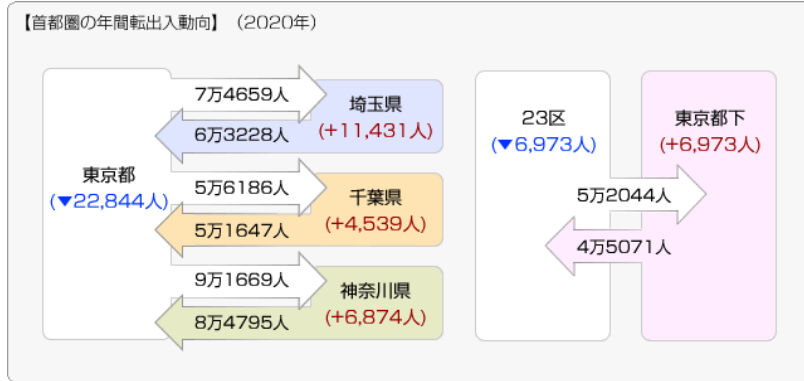 【首都圏の年間転出入動向】（2020年）
東京都
(▼22,844人)
7万4659人
6万3228人
埼玉県
(+11,431人)
5万6186人
5万1647人
千葉県
(+4,539人)
9万1669人
8万4795人
神奈川県
(+6,874人)
23区
(▼6,973人)
東京都下
(+6,973人)
5万2044人
4万5071人